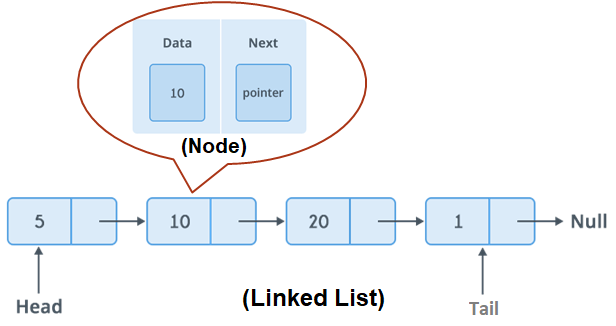 Data Next
10 pointer
(Node)
5 10 20 1 Null
Head (Linked List) Tail